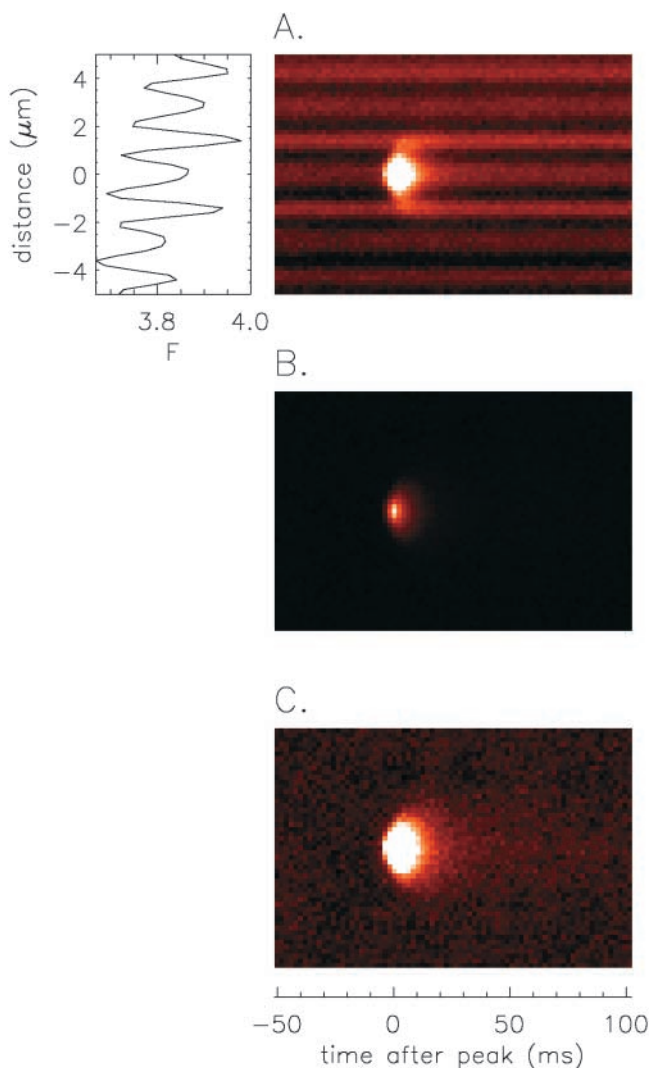 A.
distance (μm)
4
2
0
−2
−4
3.8 4.0
F
B.
C.
−50 0 50 100
time after peak (ms)